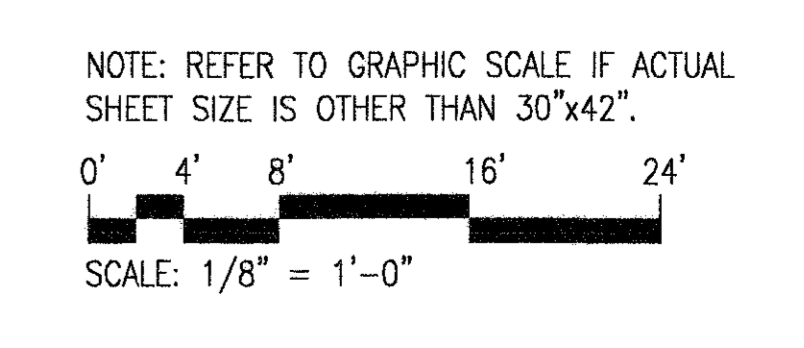 NOTE: REFER TO GRAPHIC SCALE IF ACTUAL
SHEET SIZE IS OTHER THAN 30"x42".
0' 4' 8' 16' 24'
SCALE: 1/8" = 1'-0"